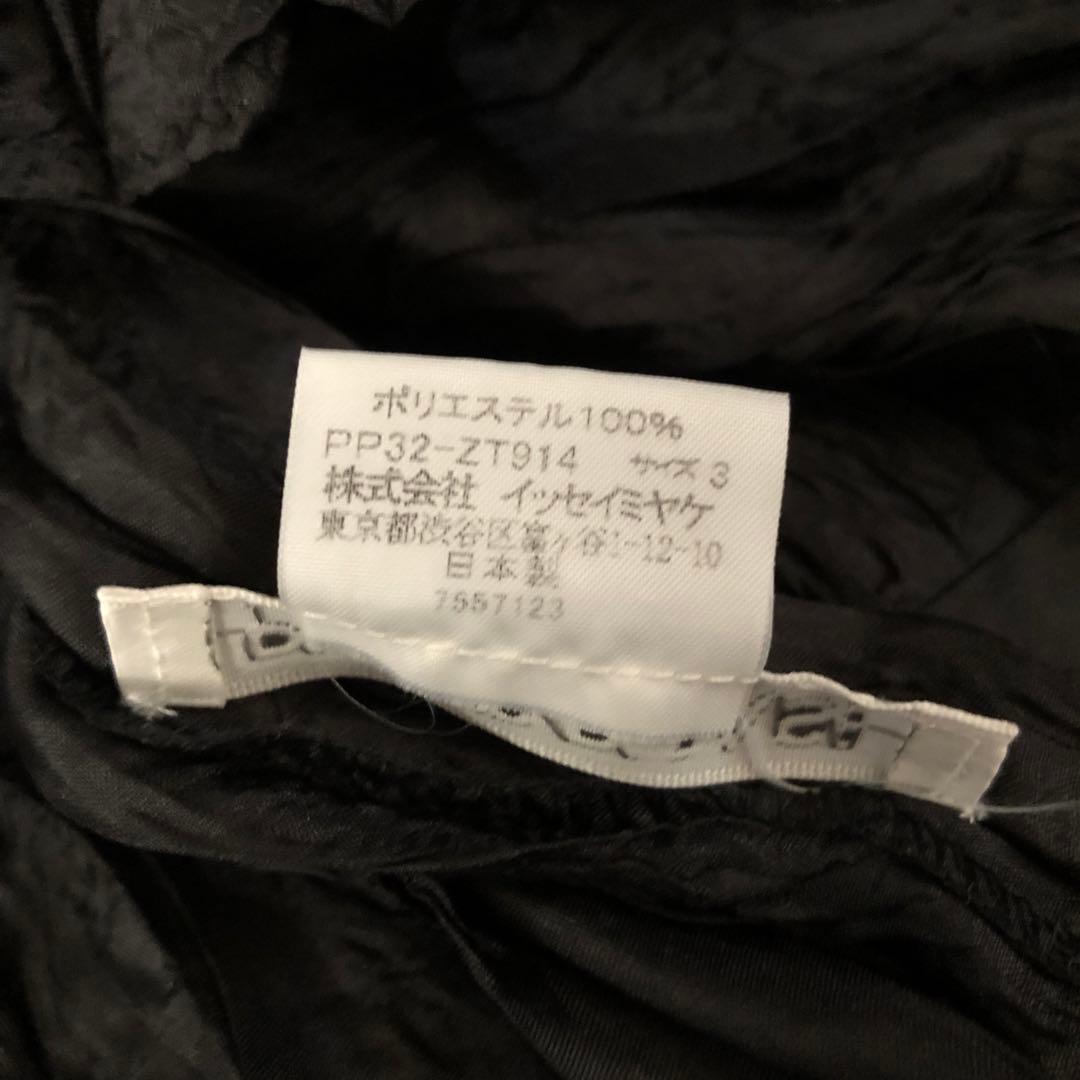 ポリエステル100%
PP32-ZT914 サイズ 3
株式会社 イッセイミヤケ
東京都渋谷区富ヶ谷1-12-10
日本製
7557123